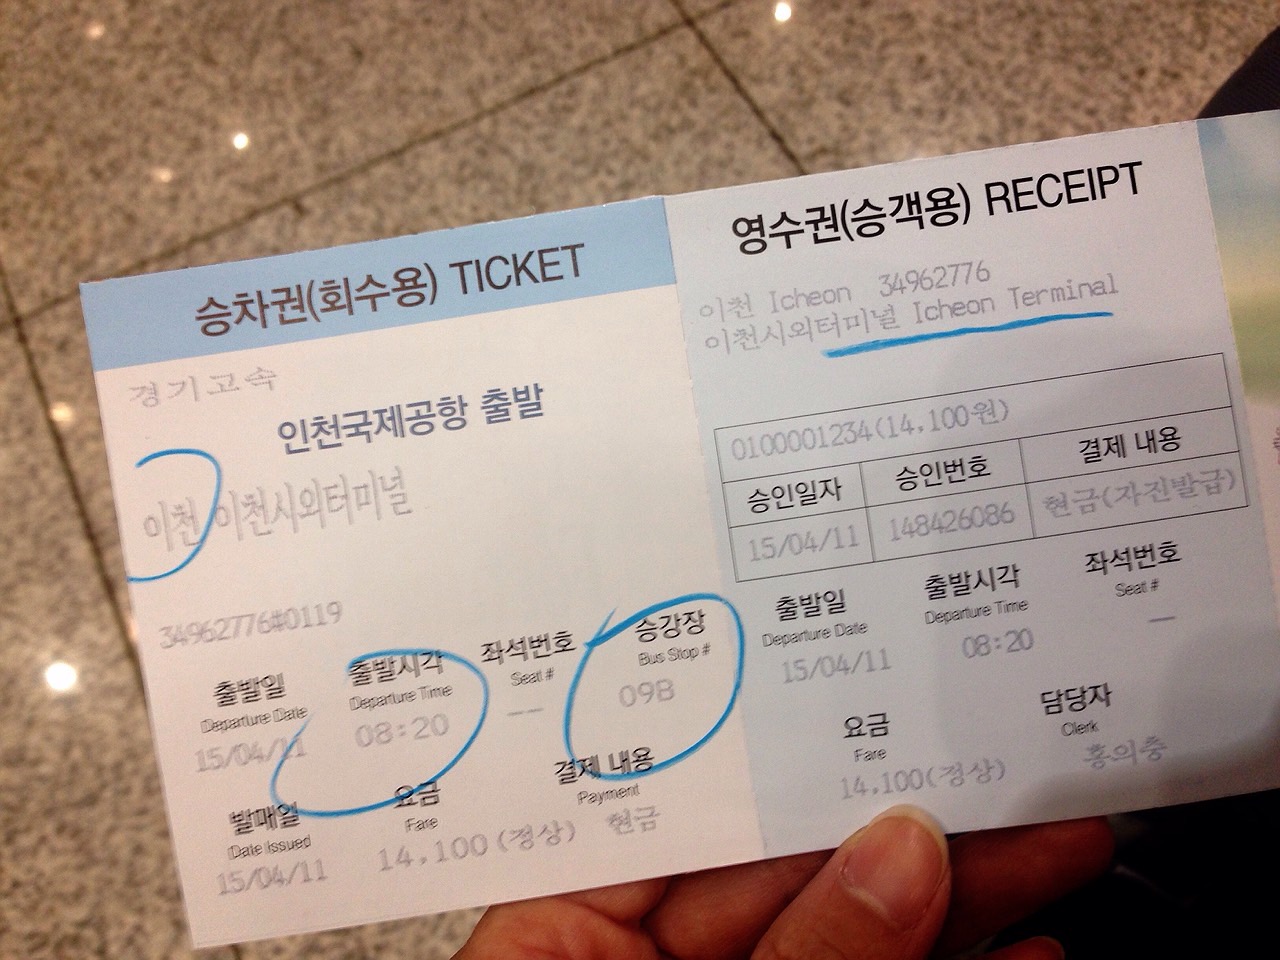 승차권(회수용) TICKET
경기고속
인천국제공항 출발
이천 이천시외터미널
34962776#0119
출발일 출발시각 좌석번호 승강장
Departure Date Departure Time Seat # Bus Stop #
15/04/11 08:20 -- 09B
발매일 요금 결제 내용
Date Issued Fare Payment
15/04/11 14,100(정상) 현금
영수권(승객용) RECEIPT
이천 Icheon 34962776
이천시외터미널 Icheon Terminal
0100001234(14,100원)
승인일자 승인번호 결제 내용
15/04/11 148426086 현금(자진발급)
출발일 출발시각 좌석번호
Departure Date Departure Time Seat #
15/04/11 08:20 --
요금 담당자
Fare Clerk
14,100(정상) 홍의충